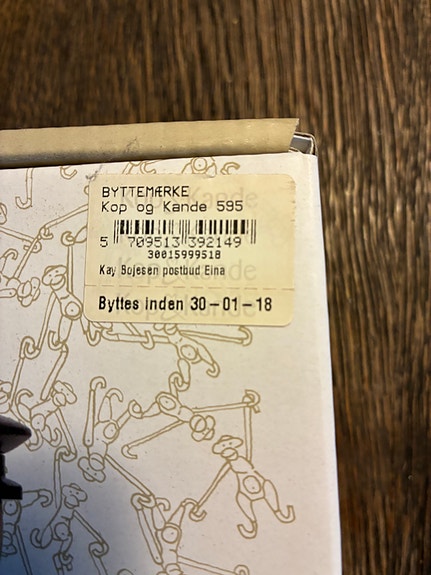 BYTTEMÆRKE
Kop og Kande 595
5 709513 392149
30015999518
Kay Bojesen postbud Eina
Byttes inden 30-01-18